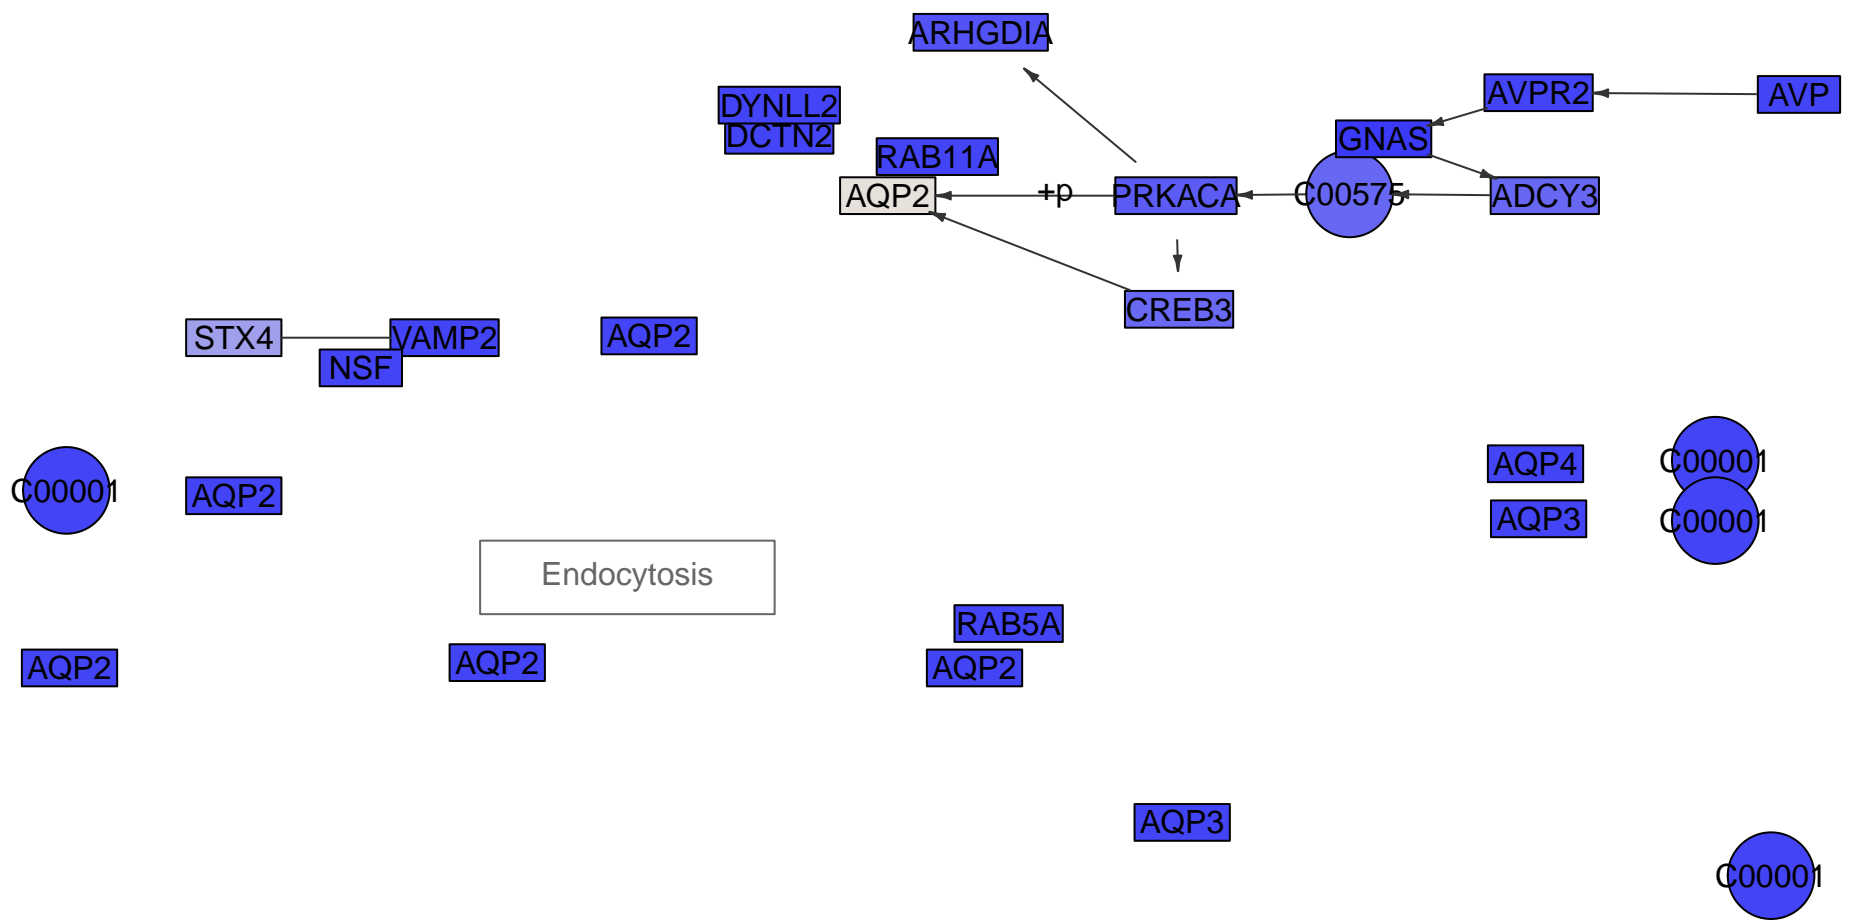 ARHGDIA
DYNLL2
AVPR2
AVP
DCTN2
GNAS
RAB11A
AQP2
+p
PRKACA
C00575
ADCY3
CREB3
STX4
VAMP2
AQP2
NSF
C00001
AQP2
AQP4
C00001
AQP3
C00001
Endocytosis
RAB5A
AQP2
AQP2
AQP2
AQP3
C00001